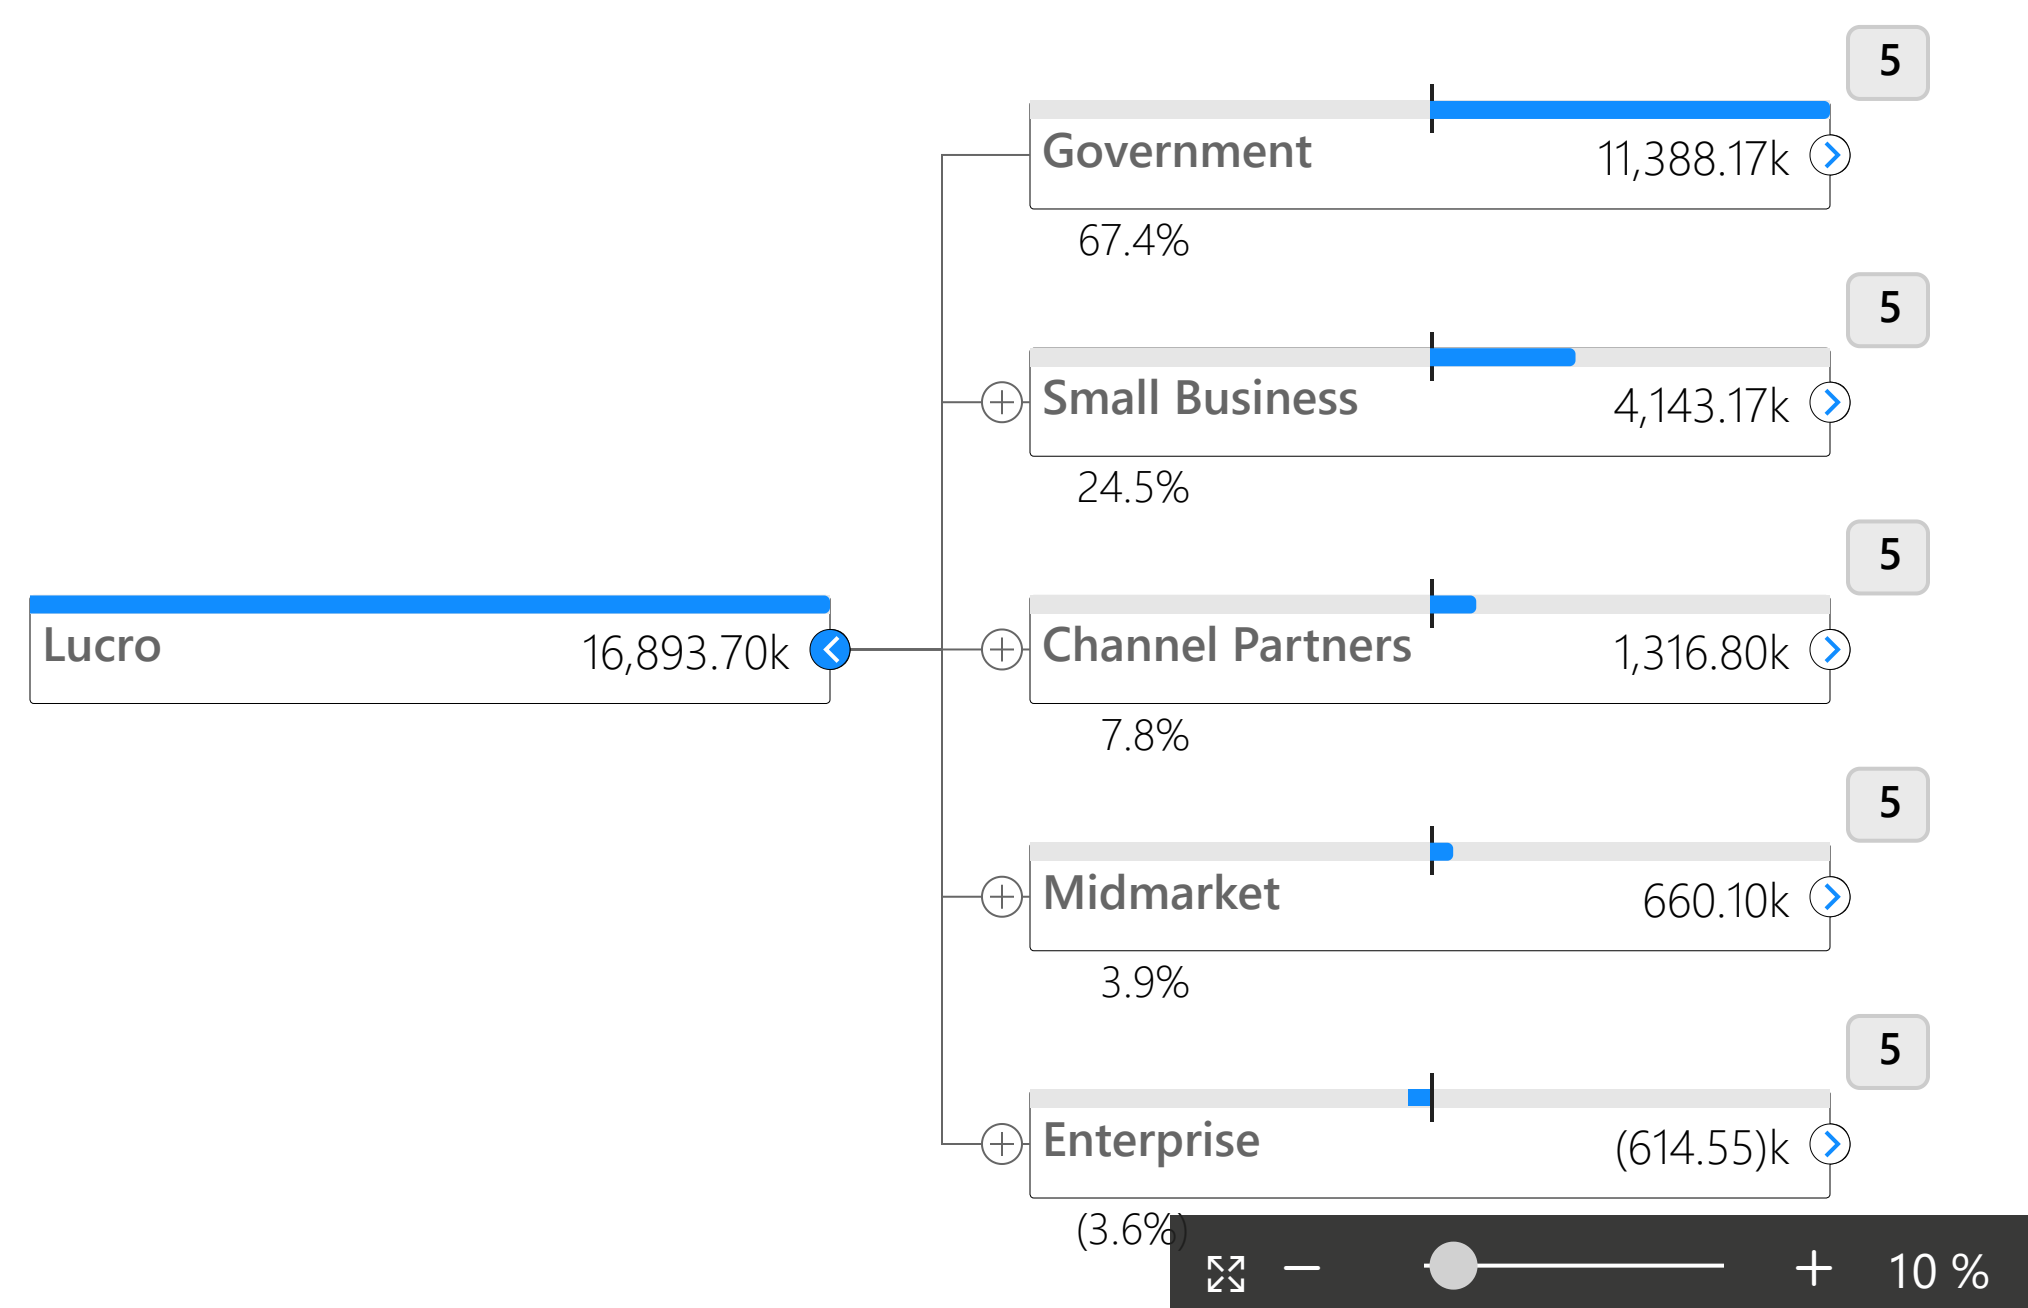 Lucro
16,893.70k
5
Government
11,388.17k
67.4%
5
Small Business
4,143.17k
24.5%
5
Channel Partners
1,316.80k
7.8%
5
Midmarket
660.10k
3.9%
5
Enterprise
(614.55)k
(3.6%)
10 %